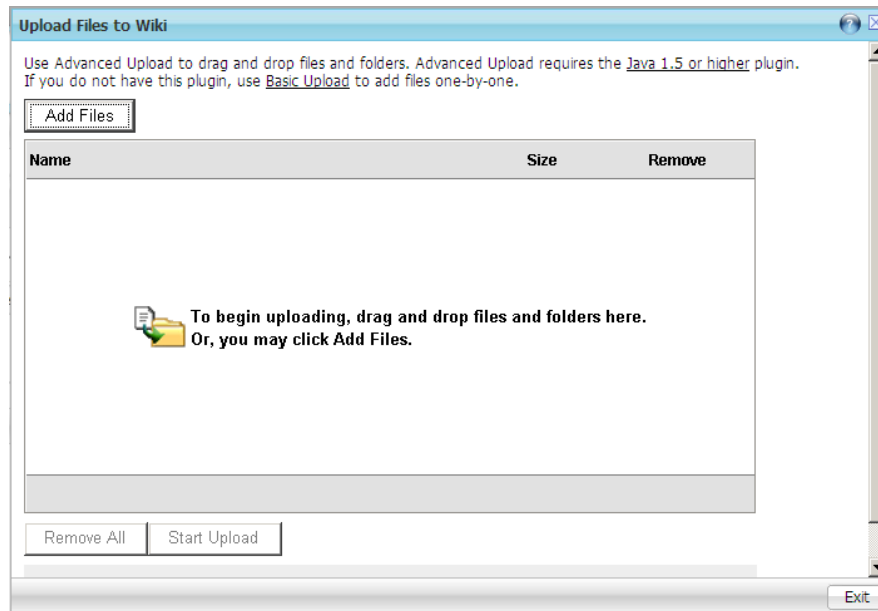 Upload Files to Wiki
Use Advanced Upload to drag and drop files and folders. Advanced Upload requires the Java 1.5 or higher plugin.
If you do not have this plugin, use Basic Upload to add files one-by-one.
Add Files
Name Size Remove
To begin uploading, drag and drop files and folders here.
Or, you may click Add Files.
Remove All Start Upload
Exit